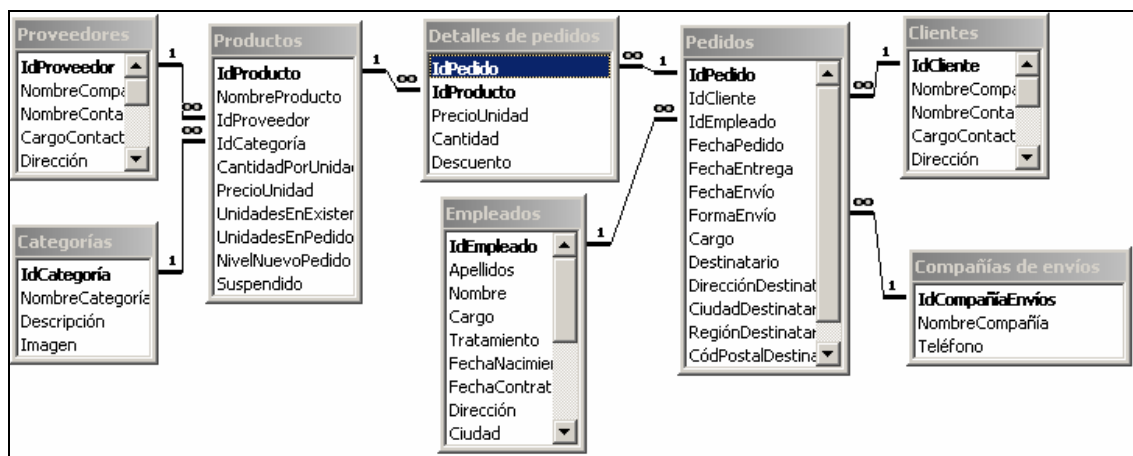 Proveedores
IdProveedor
NombreCompa
NombreConta
CargoContact
Dirección
Categorías
IdCategoría
NombreCategoría
Descripción
Imagen
Productos
IdProducto
NombreProducto
IdProveedor
IdCategoría
CantidadPorUnidad
PrecioUnidad
UnidadesEnExisten
UnidadesEnPedido
NivelNuevoPedido
Suspendido
Detalles de pedidos
IdPedido
IdProducto
PrecioUnidad
Cantidad
Descuento
Empleados
IdEmpleado
Apellidos
Nombre
Cargo
Tratamiento
FechaNacimien
FechaContrat
Dirección
Ciudad
Pedidos
IdPedido
IdCliente
IdEmpleado
FechaPedido
FechaEntrega
FechaEnvío
FormaEnvío
Cargo
Destinatario
DirecciónDestinat
CiudadDestinatar
RegiónDestinatar
CódPostalDestina
Clientes
IdCliente
NombreCompa
NombreConta
CargoContact
Dirección
Compañías de envíos
IdCompañíaEnvíos
NombreCompañía
Teléfono
1
∞
∞
1
1
∞
∞
1
1
∞
∞
1
∞
1